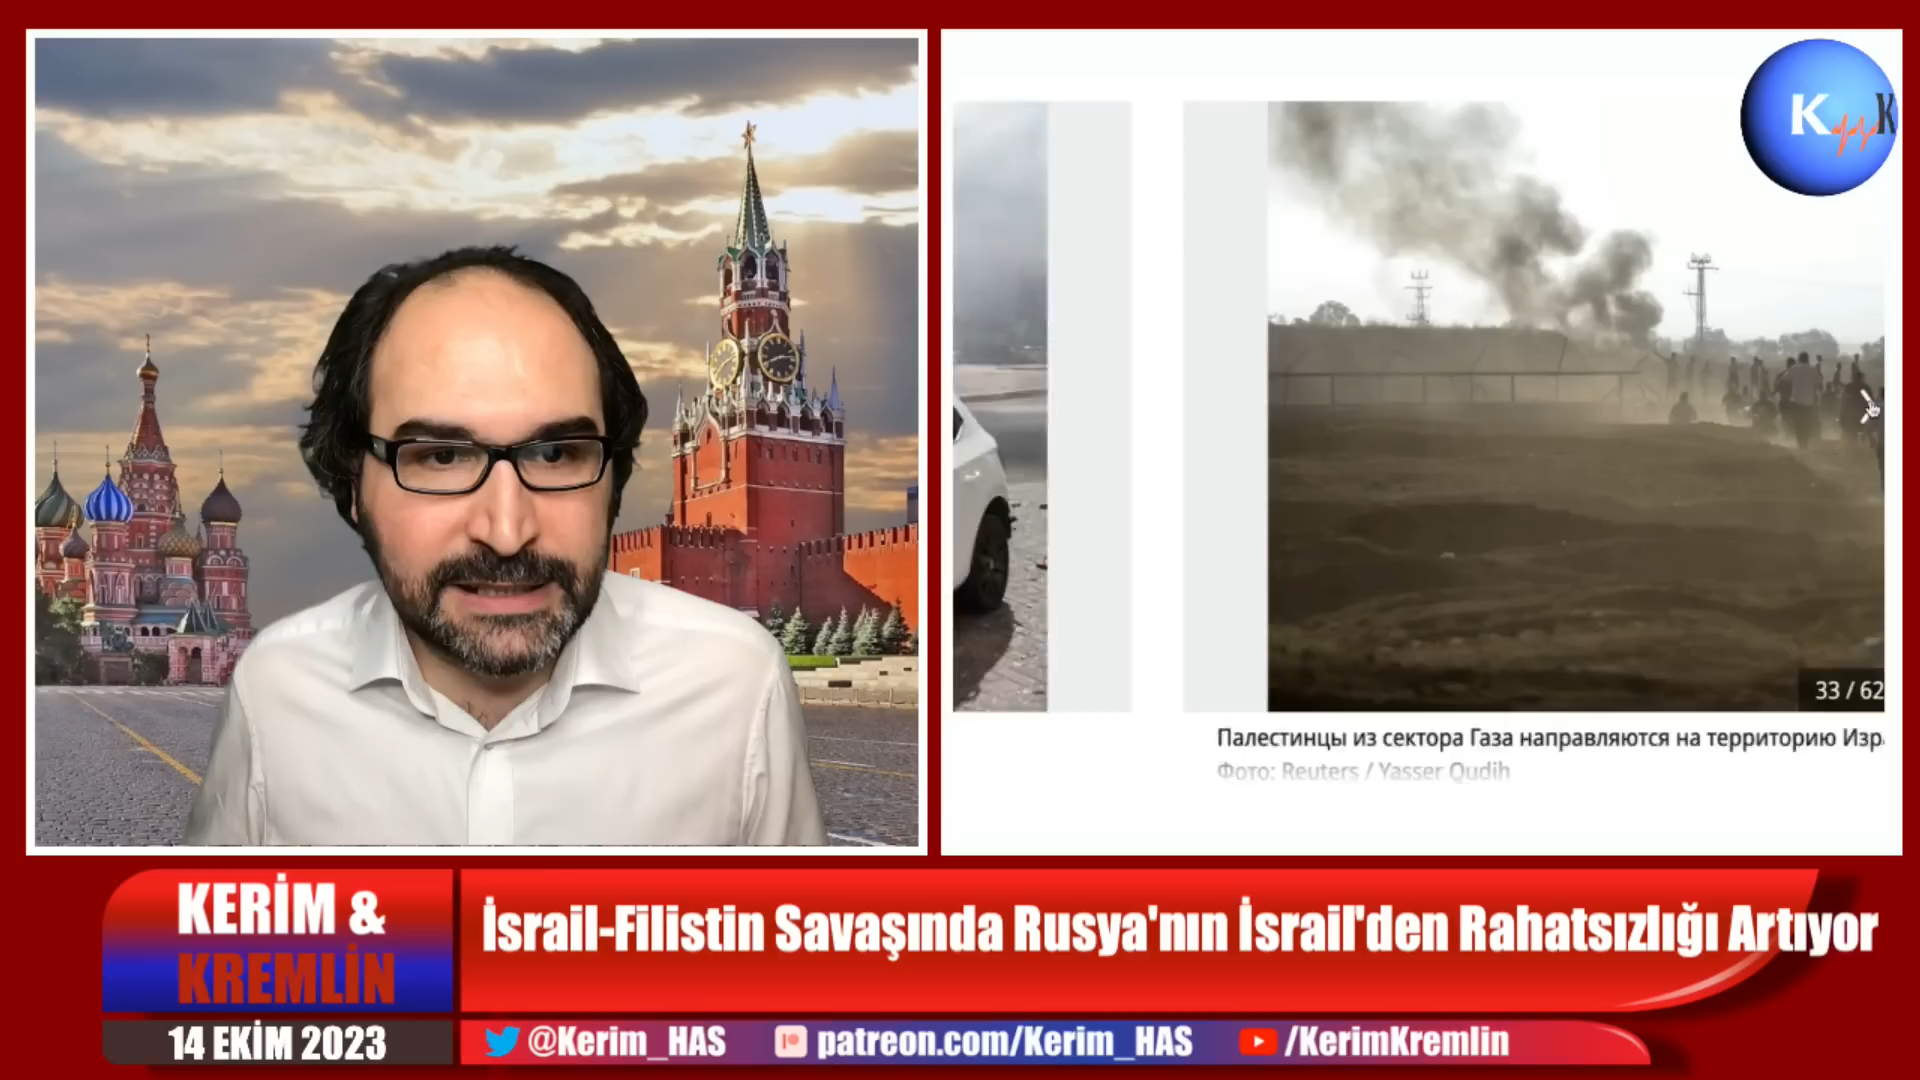 K K
33 / 62
Палестинцы из сектора Газа направляются на территорию Изр
Фото: Reuters / Yasser Qudih
KERİM &
KREMLİN
İsrail-Filistin Savaşında Rusya'nın İsrail'den Rahatsızlığı Artıyor
14 EKİM 2023
@Kerim_HAS
patreon.com/Kerim_HAS
/KerimKremlin